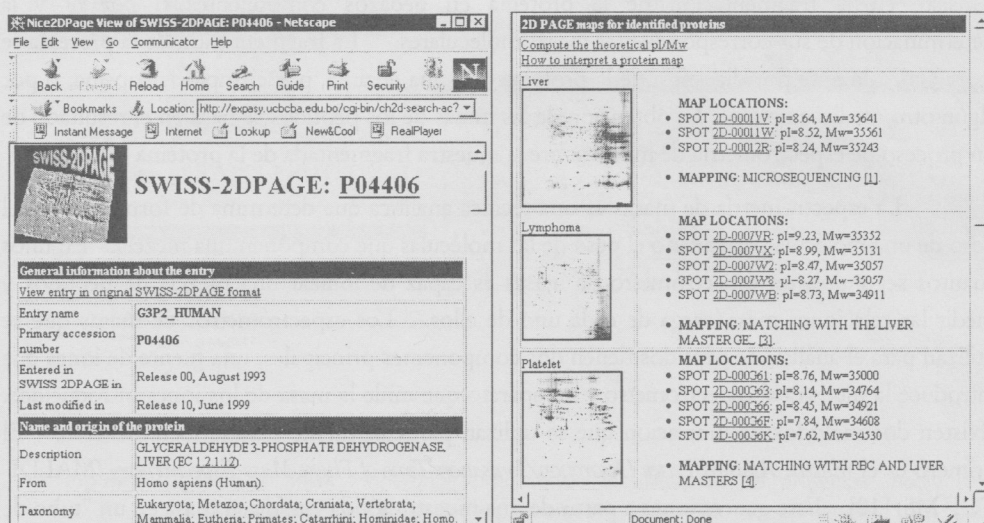 Nice2DPage View of SWISS-2DPAGE: P04406 - Netscape
File Edit View Go Communicator Help
Back Forward Reload Home Search Guide Print Security Stop
Bookmarks Location: http://expasy.ucbcba.edu.bo/cgi-bin/ch2d-search-ac?
Instant Message Internet Lookup New&Cool RealPlayer
SWISS-2DPAGE
SWISS-2DPAGE: P04406
General information about the entry
View entry in original SWISS-2DPAGE format
Entry name G3P2_HUMAN
Primary accession number P04406
Entered in SWISS 2DPAGE in Release 00, August 1993
Last modified in Release 10, June 1999
Name and origin of the protein
Description GLYCERALDEHYDE 3-PHOSPHATE DEHYDROGENASE, LIVER (EC 1.2.1.12).
From Homo sapiens (Human).
Taxonomy Eukaryota; Metazoa; Chordata; Craniata; Vertebrata;
Mammalia; Eutheria; Primates; Catarrhini; Hominidae; Homo.
2D PAGE maps for identified proteins
Compute the theoretical pI/Mw
How to interpret a protein map
Liver
MAP LOCATIONS:
SPOT 2D-00011V: pI=8.64, Mw=35641
SPOT 2D-00011W: pI=8.52, Mw=35561
SPOT 2D-00012R: pI=8.24, Mw=35243
MAPPING: MICROSEQUENCING [1].
Lymphoma
MAP LOCATIONS:
SPOT 2D-0007VR: pI=9.23, Mw=35352
SPOT 2D-0007VX: pI=8.99, Mw=35131
SPOT 2D-0007W2: pI=8.47, Mw=35057
SPOT 2D-0007W8: pI=8.27, Mw=35057
SPOT 2D-0007WB: pI=8.73, Mw=34911
MAPPING: MATCHING WITH THE LIVER
MASTER GEL [3].
Platelet
MAP LOCATIONS:
SPOT 2D-000G61: pI=8.76, Mw=35000
SPOT 2D-000G63: pI=8.14, Mw=34764
SPOT 2D-000G66: pI=8.45, Mw=34921
SPOT 2D-000G6F: pI=7.84, Mw=34608
SPOT 2D-000G6K: pI=7.62, Mw=34530
MAPPING: MATCHING WITH RBC AND LIVER
MASTERS [4]
Document: Done